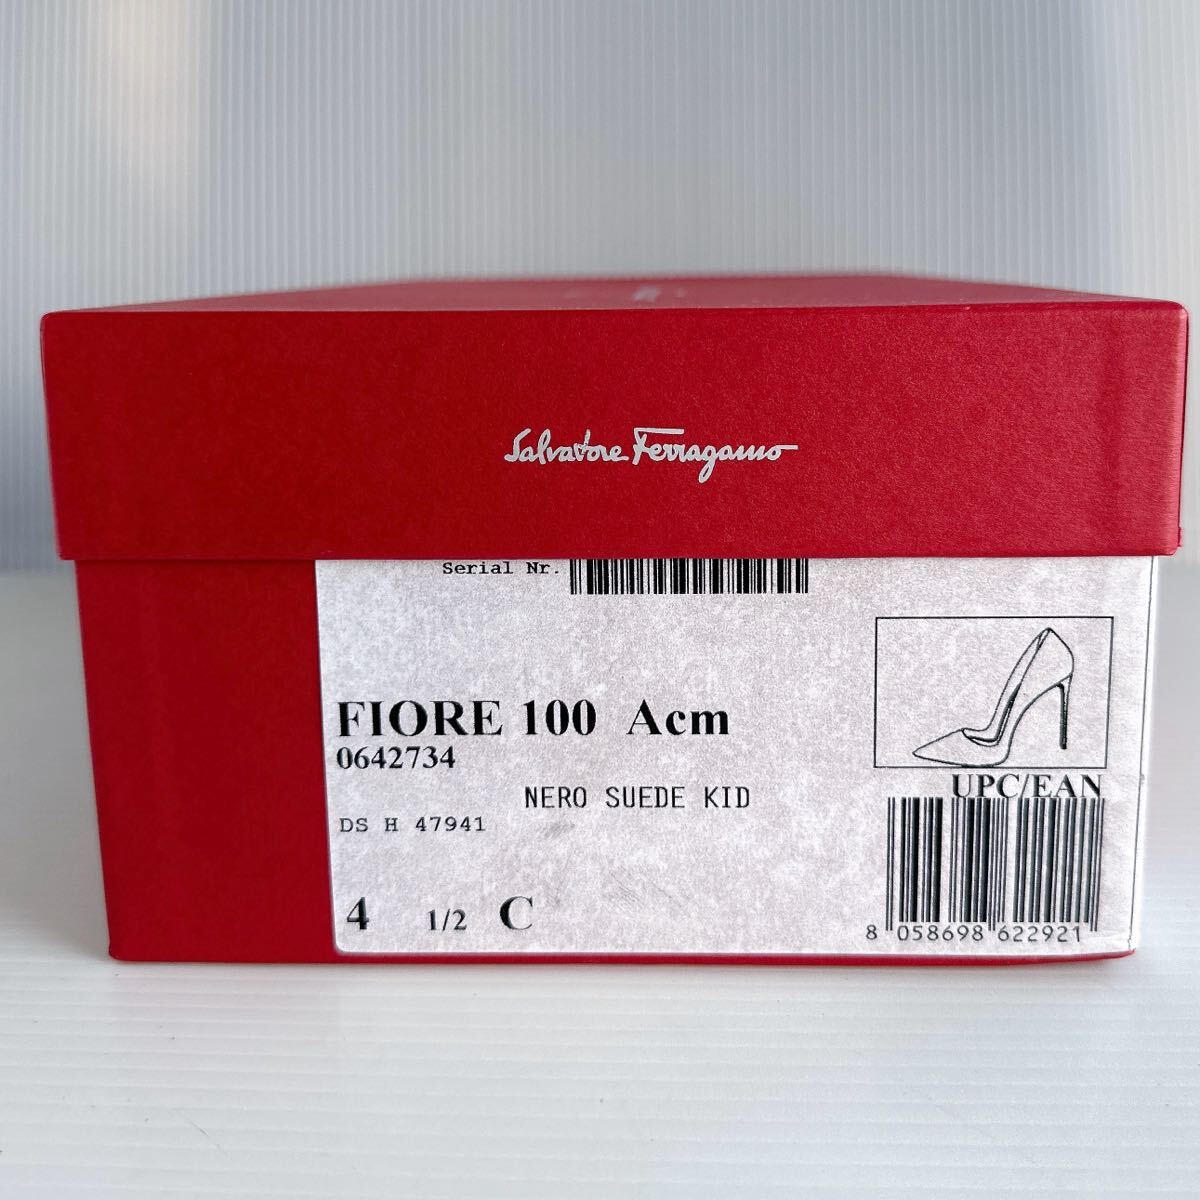 Salvatore Ferragamo
Serial Nr.
FIORE 100 Acm
0642734
NERO SUEDE KID
DS H 47941
4 1/2 C
UPC/EAN
8 058698 622921